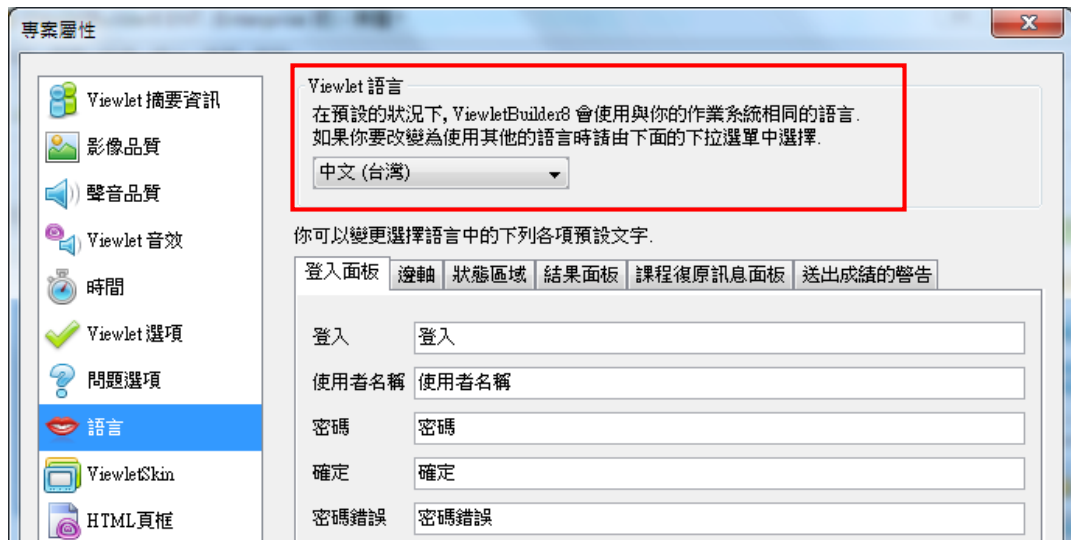 專案屬性
Viewlet 摘要資訊
影像品質
聲音品質
Viewlet 音效
時間
Viewlet 選項
問題選項
語言
ViewletSkin
HTML頁框
Viewlet 語言
在預設的狀況下, ViewletBuilder8 會使用與你的作業系統相同的語言.
如果你要改變為使用其他的語言時請由下面的下拉選單中選擇.
中文 (台灣)
你可以變更選擇語言中的下列各項預設文字.
登入面板 滾軸 狀態區域 結果面板 課程復原訊息面板 送出成績的警告
登入 登入
使用者名稱 使用者名稱
密碼 密碼
確定 確定
密碼錯誤 密碼錯誤